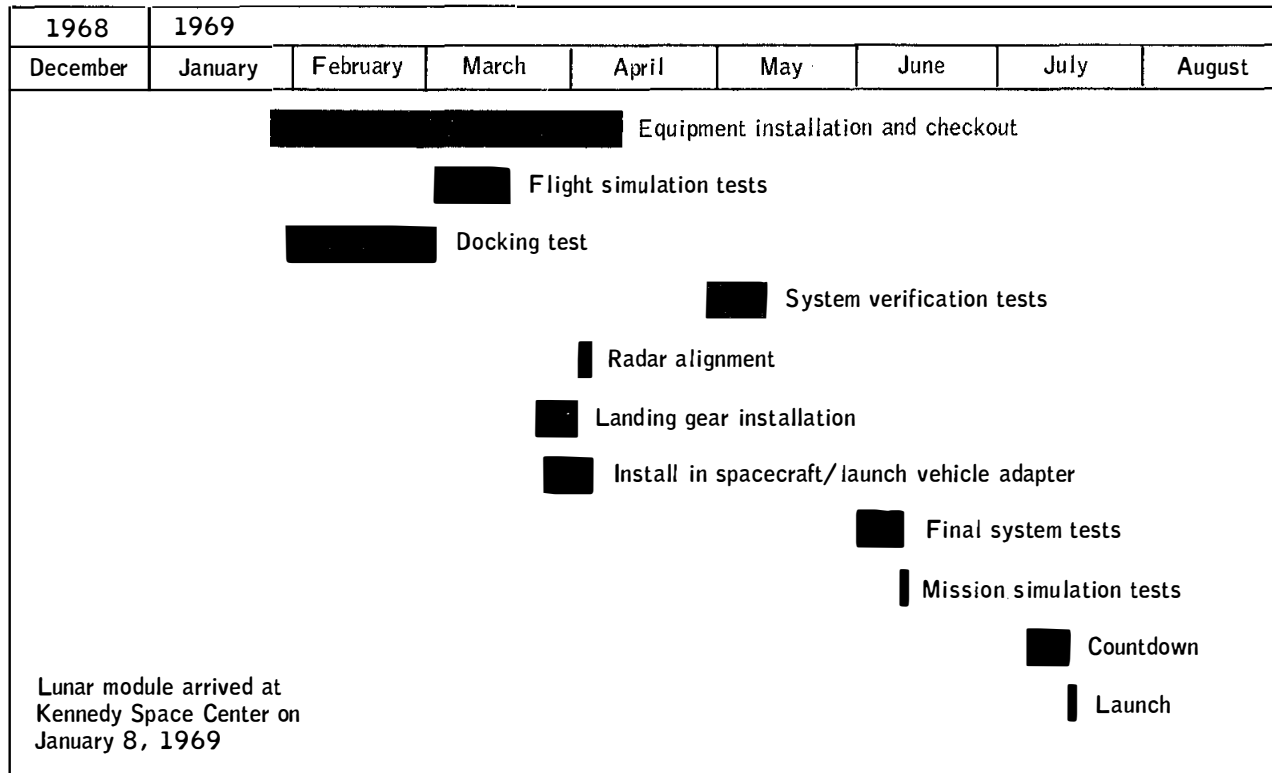 1968 1969
December January February March April May June July August
Equipment installation and checkout
Flight simulation tests
Docking test
System verification tests
Radar alignment
Landing gear installation
Install in spacecraft/launch vehicle adapter
Final system tests
Mission simulation tests
Countdown
Launch
Lunar module arrived at
Kennedy Space Center on
January 8, 1969